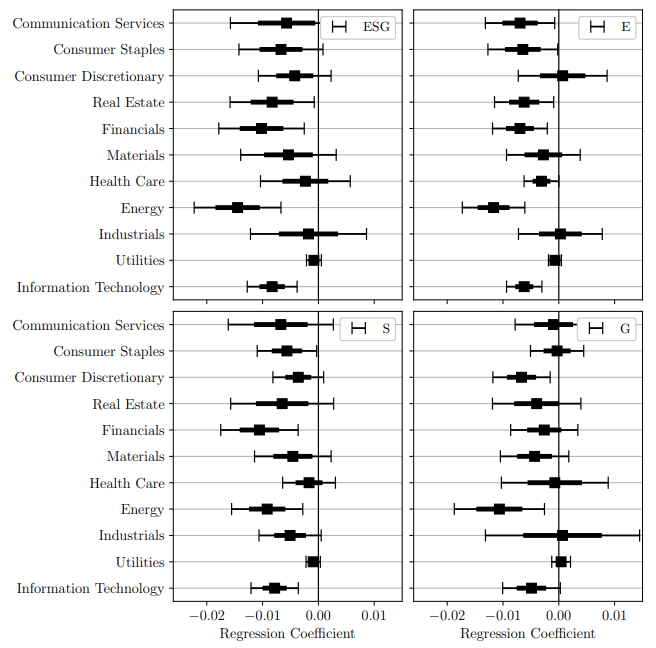 Communication Services
ESG
E
Consumer Staples
Consumer Discretionary
Real Estate
Financials
Materials
Health Care
Energy
Industrials
Utilities
Information Technology
Communication Services
S
G
Consumer Staples
Consumer Discretionary
Real Estate
Financials
Materials
Health Care
Energy
Industrials
Utilities
Information Technology
−0.02 −0.01 0.00 0.01
−0.02 −0.01 0.00 0.01
Regression Coefficient
Regression Coefficient